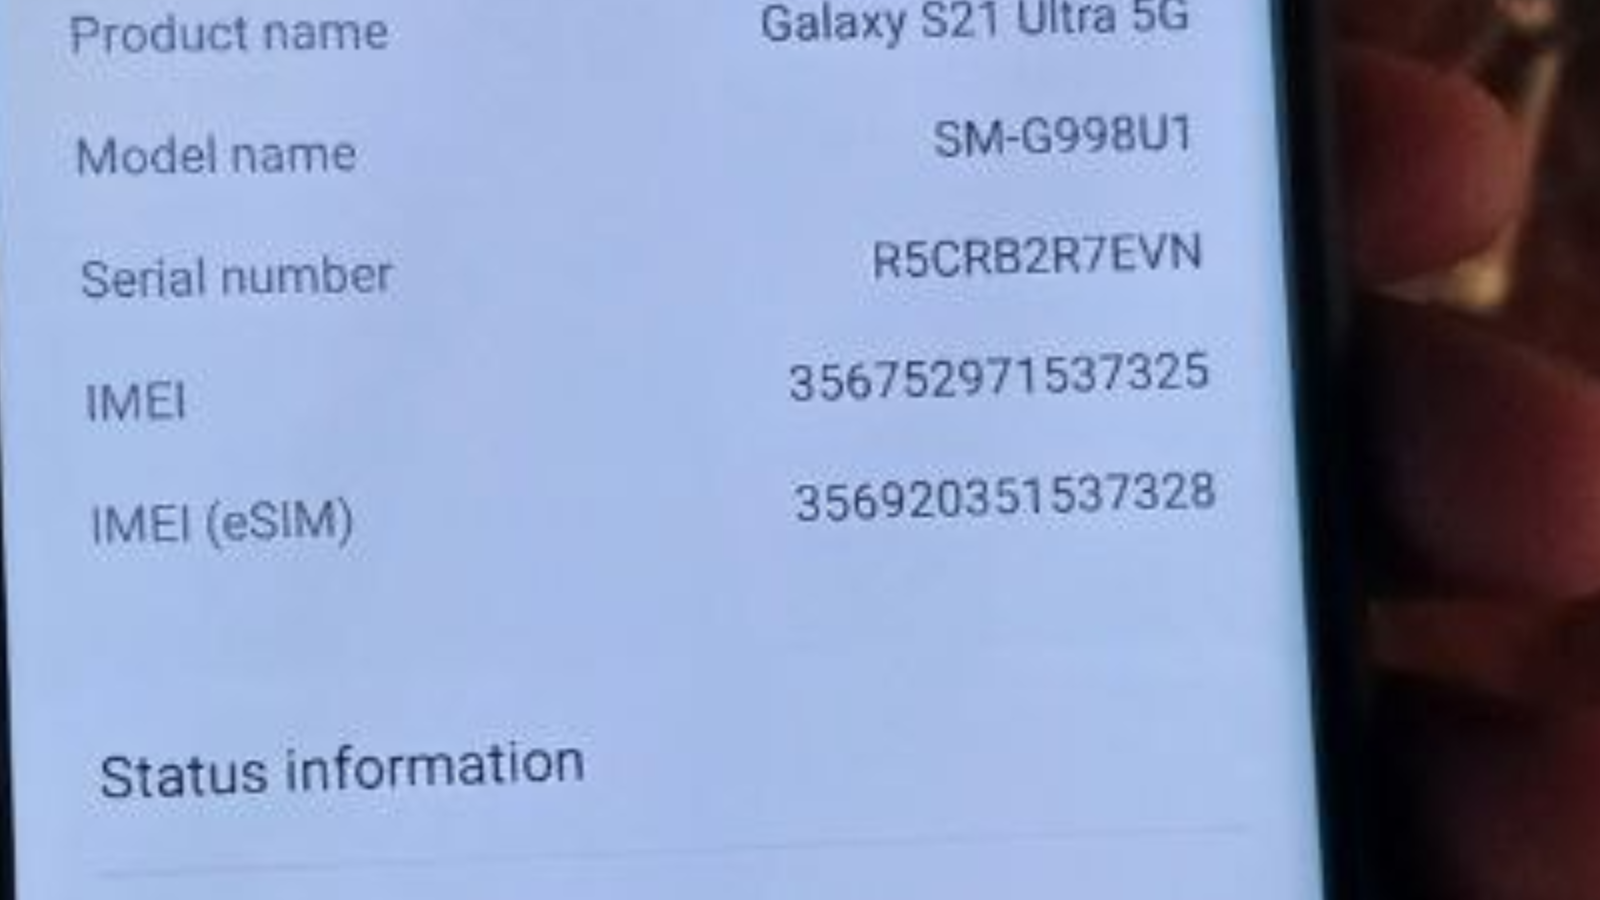 Product name Galaxy S21 Ultra 5G
Model name SM-G998U1
Serial number R5CRB2R7EVN
IMEI 356752971537325
IMEI (eSIM) 356920351537328
Status information